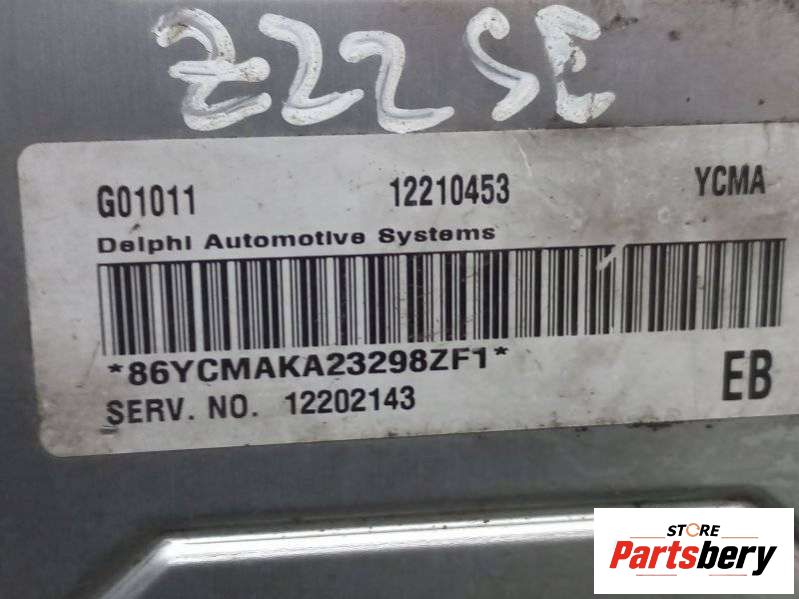 Z22SE
G01011 12210453 YCMA
Delphi Automotive Systems
*86YCMAKA23298ZF1*
SERV. NO. 12202143 EB
STORE
Partsbery